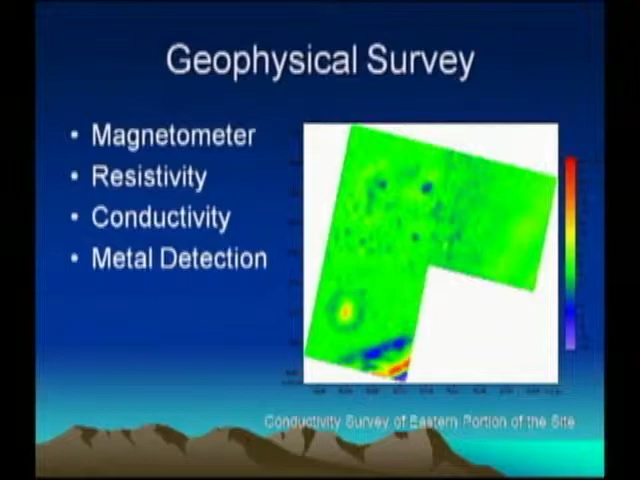 Geophysical Survey
• Magnetometer
• Resistivity
• Conductivity
• Metal Detection
Conductivity Survey of Eastern Portion of the Site